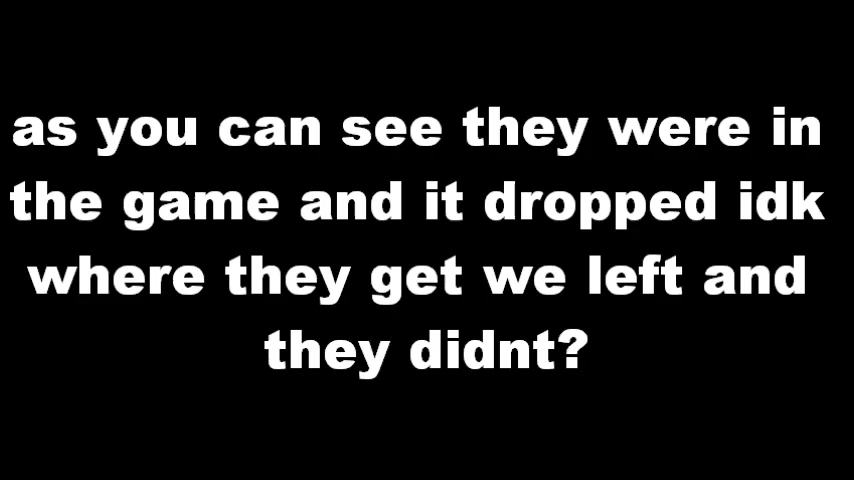 as you can see they were in
the game and it dropped idk
where they get we left and
they didnt?